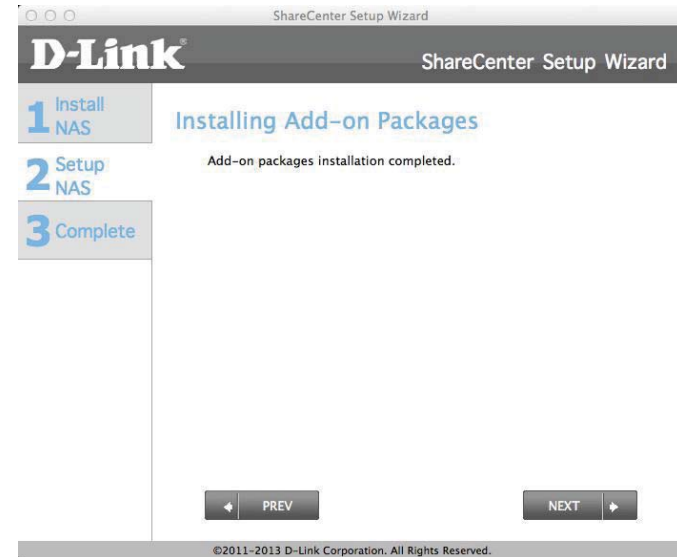 ShareCenter Setup Wizard
D-Link®
ShareCenter Setup Wizard
1 Install
NAS
2 Setup
NAS
3 Complete
Installing Add-on Packages
Add-on packages installation completed.
PREV
NEXT
©2011-2013 D-Link Corporation. All Rights Reserved.